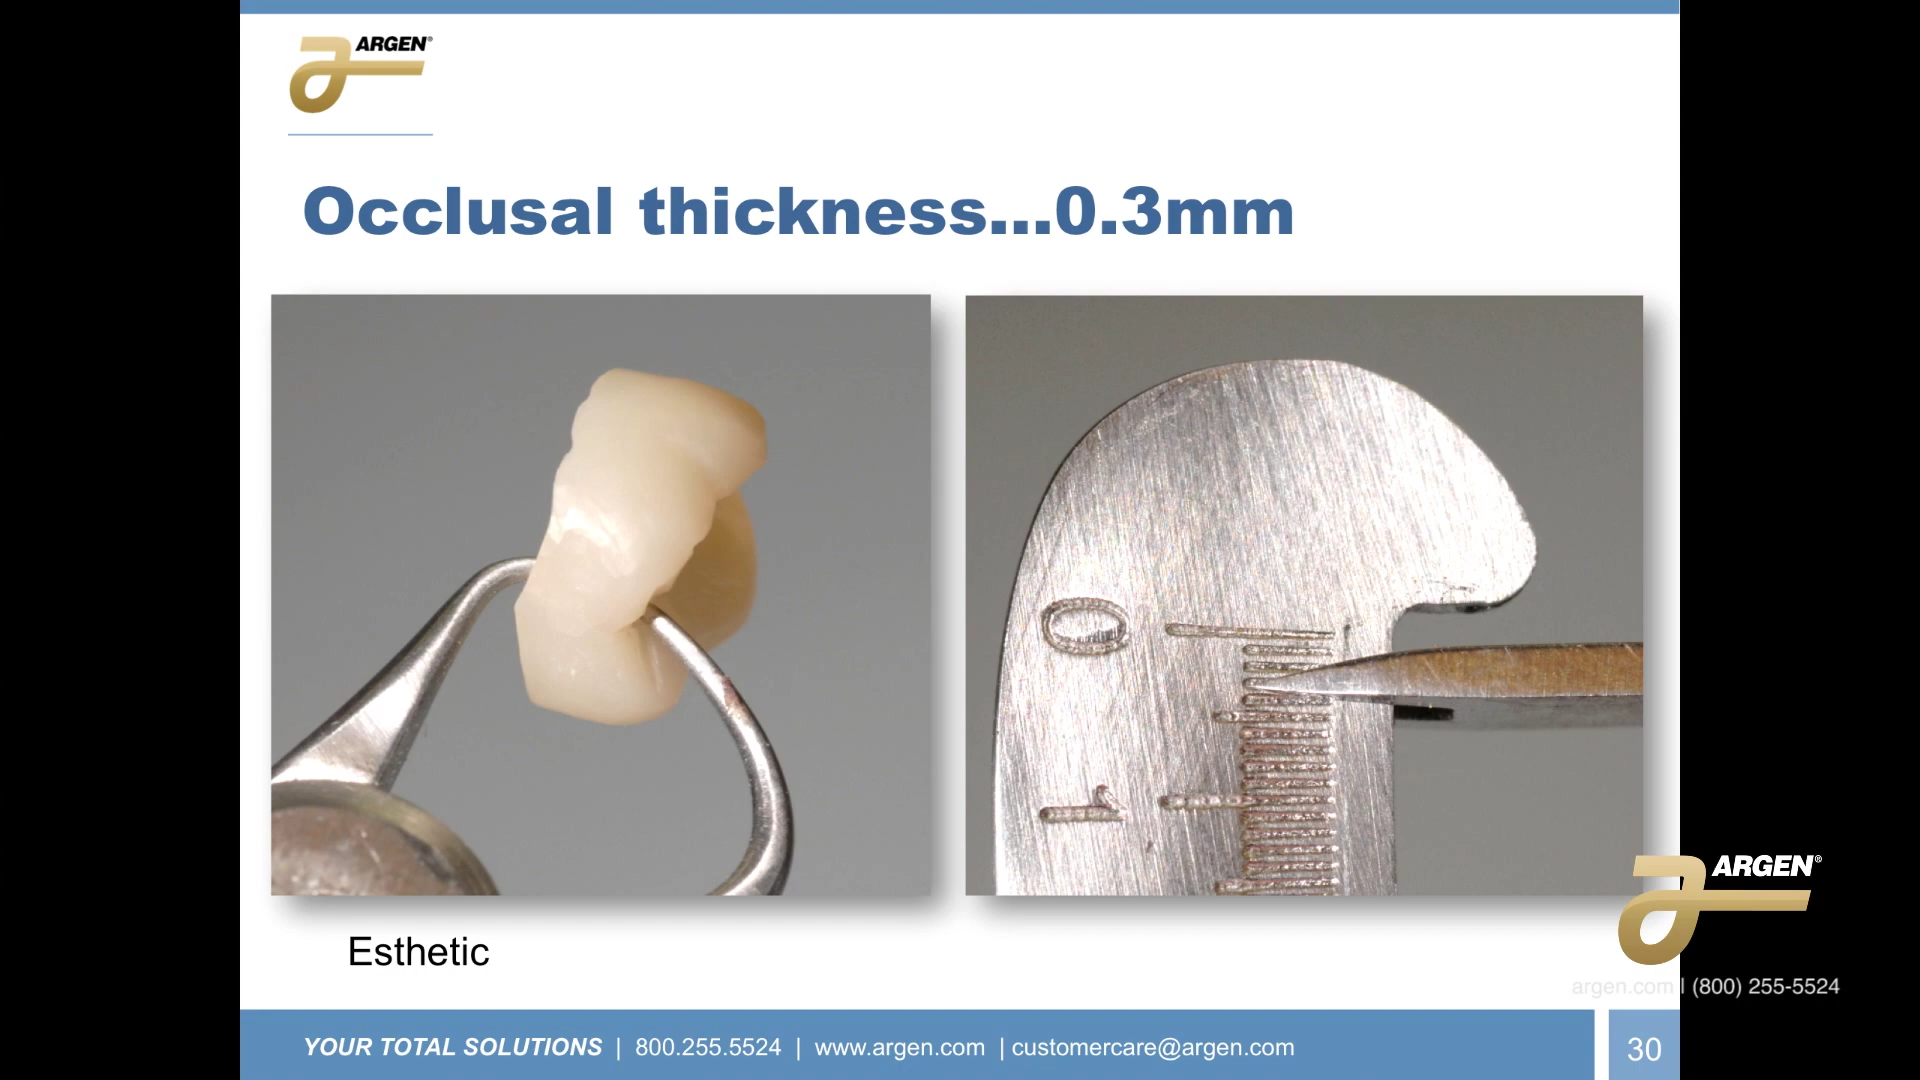 ARGEN®
Occlusal thickness...0.3mm
0
1
Esthetic
ARGEN®
argen.com | (800) 255-5524
YOUR TOTAL SOLUTIONS | 800.255.5524 | www.argen.com | customercare@argen.com
30